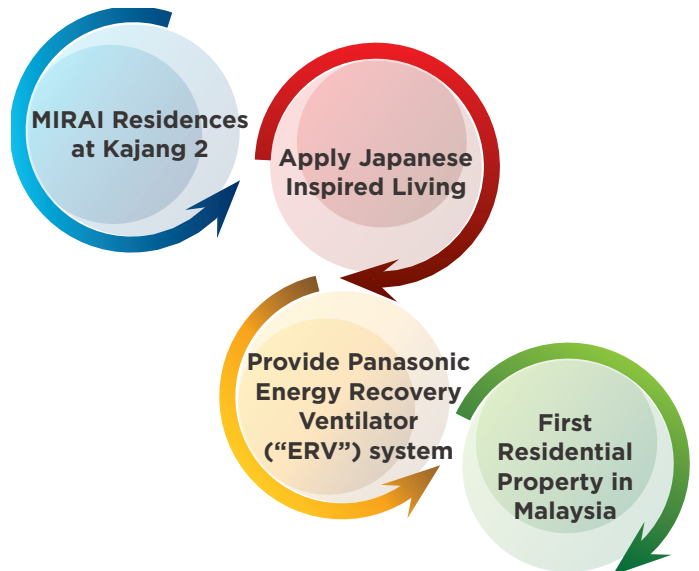 MIRAI Residences
at Kajang 2
Apply Japanese
Inspired Living
Provide Panasonic
Energy Recovery
Ventilator
(“ERV”) system
First
Residential
Property in
Malaysia